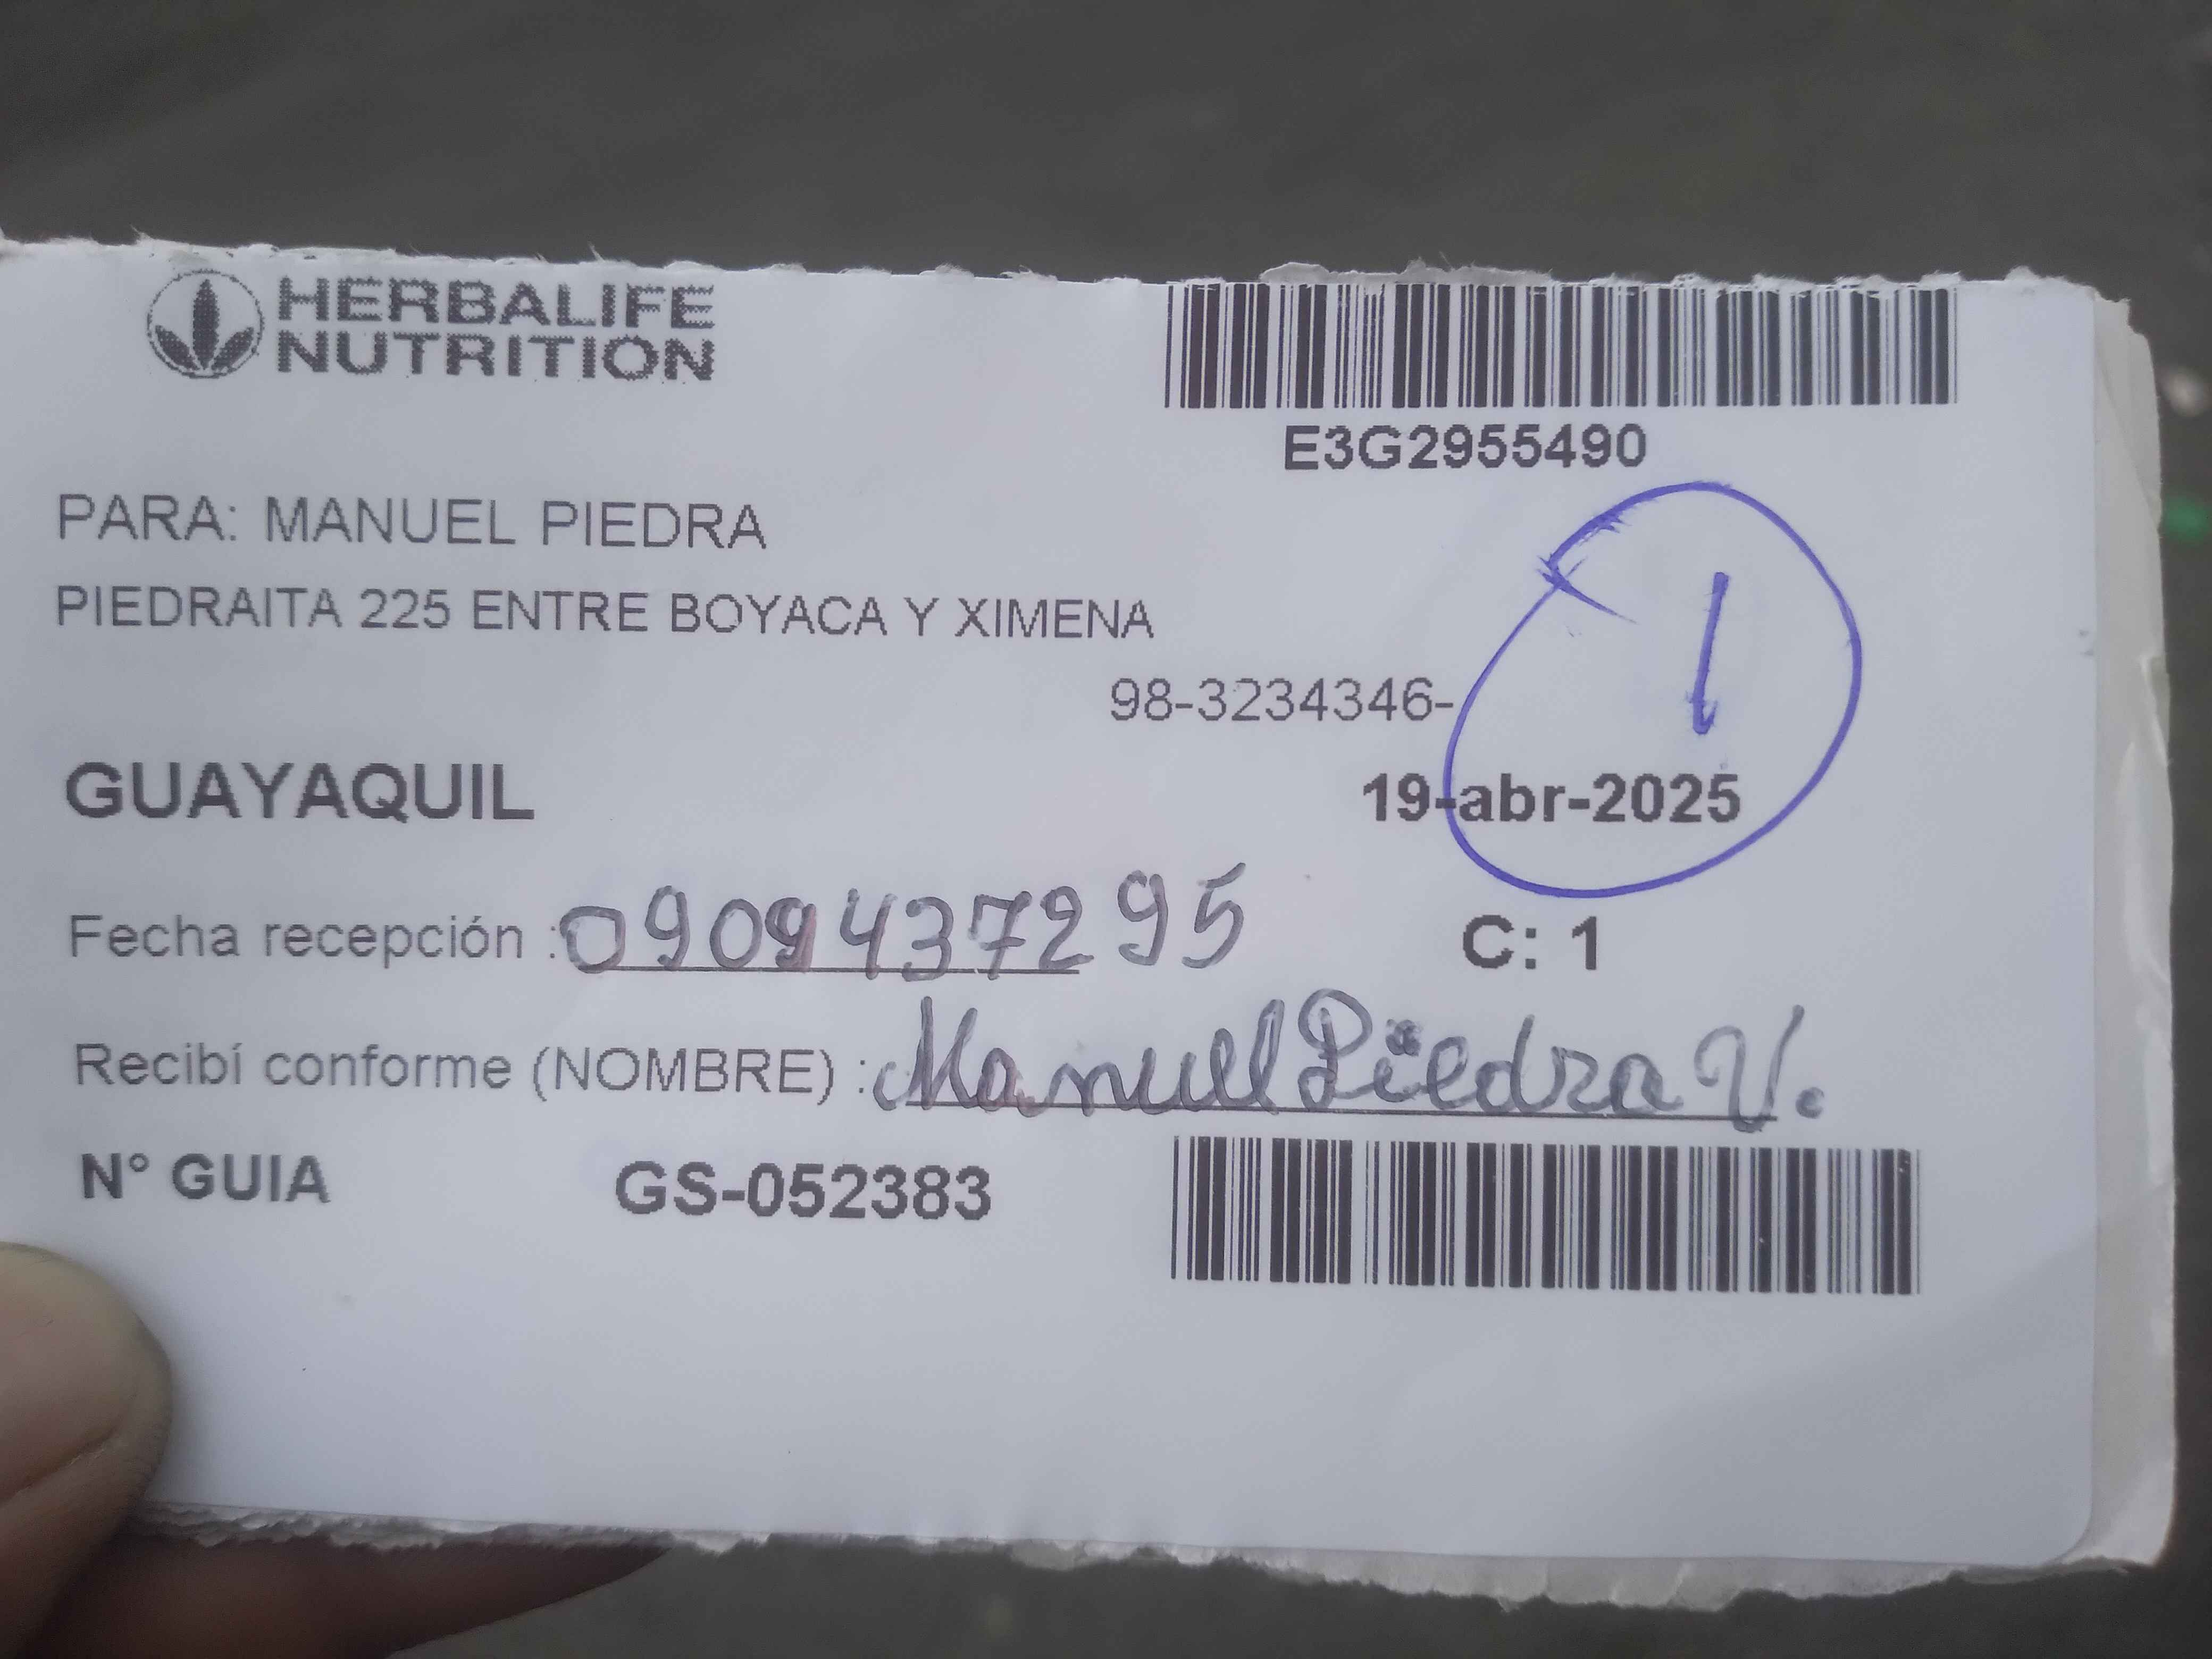 HERBALIFE
NUTRITION
E3G2955490
PARA: MANUEL PIEDRA
PIEDRAITA 225 ENTRE BOYACA Y XIMENA
98-3234346-
1
GUAYAQUIL
19-abr-2025
Fecha recepción : 0909437295
C: 1
Recibí conforme (NOMBRE) : Manuel Piedra V.
N° GUIA GS-052383